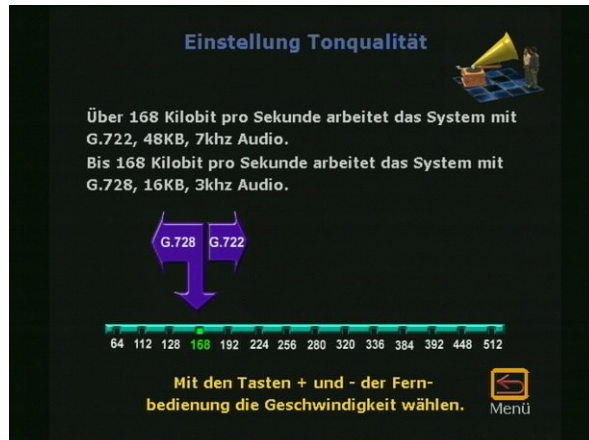 Einstellung Tonqualität
Über 168 Kilobit pro Sekunde arbeitet das System mit
G.722, 48KB, 7khz Audio.
Bis 168 Kilobit pro Sekunde arbeitet das System mit
G.728, 16KB, 3khz Audio.
G.728 G.722
64 112 128 168 192 224 256 280 320 336 384 392 448 512
Mit den Tasten + und - der Fern-
bedienung die Geschwindigkeit wählen.
Menü